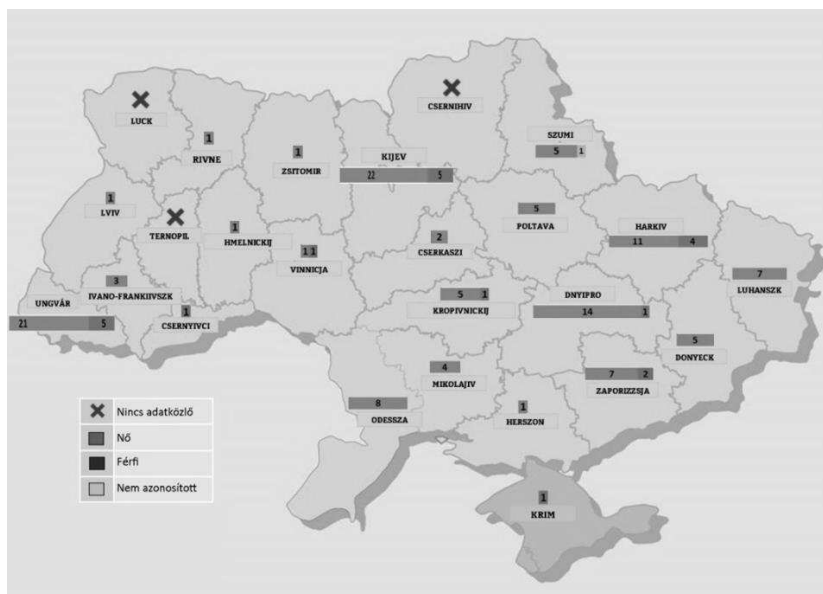 CSERNIHIV
LUCK
SZUMI
5 1
1
RIVNE
1
ZSITOMIR
KIJEV
22 5
1
LVIV
TERNOPIL
1
HMELNICKIJ
1 1
VINNICJA
2
CSERKASZI
5
POLTAVA
HARKIV
11 4
7
LUHANSZK
3
IVANO-FRANKIIVSZK
UNGVÁR
21 5
1
CSERNYIVCI
5 1
KROPIVNICKIJ
DNYIPRO
14 1
5
DONYECK
4
MIKOLAJIV
7 2
ZAPORIZZSJA
8
ODESSZA
1
HERSZON
1
KRIM
Nincs adatközlő
Nő
Férfi
Nem azonosított